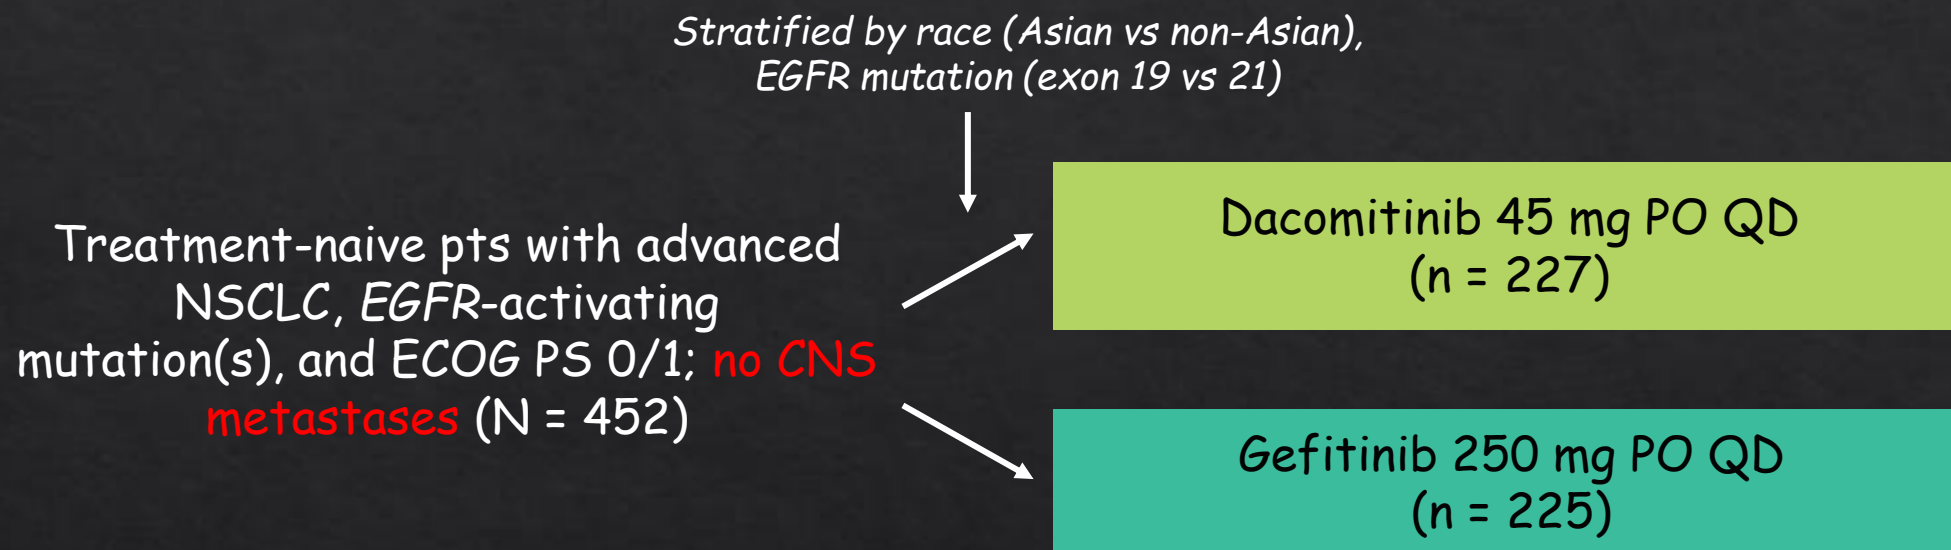 Stratified by race (Asian vs non-Asian),
EGFR mutation (exon 19 vs 21)
Treatment-naive pts with advanced
NSCLC, EGFR-activating
mutation(s), and ECOG PS 0/1; no CNS
metastases (N = 452)
Dacomitinib 45 mg PO QD
(n = 227)
Gefitinib 250 mg PO QD
(n = 225)